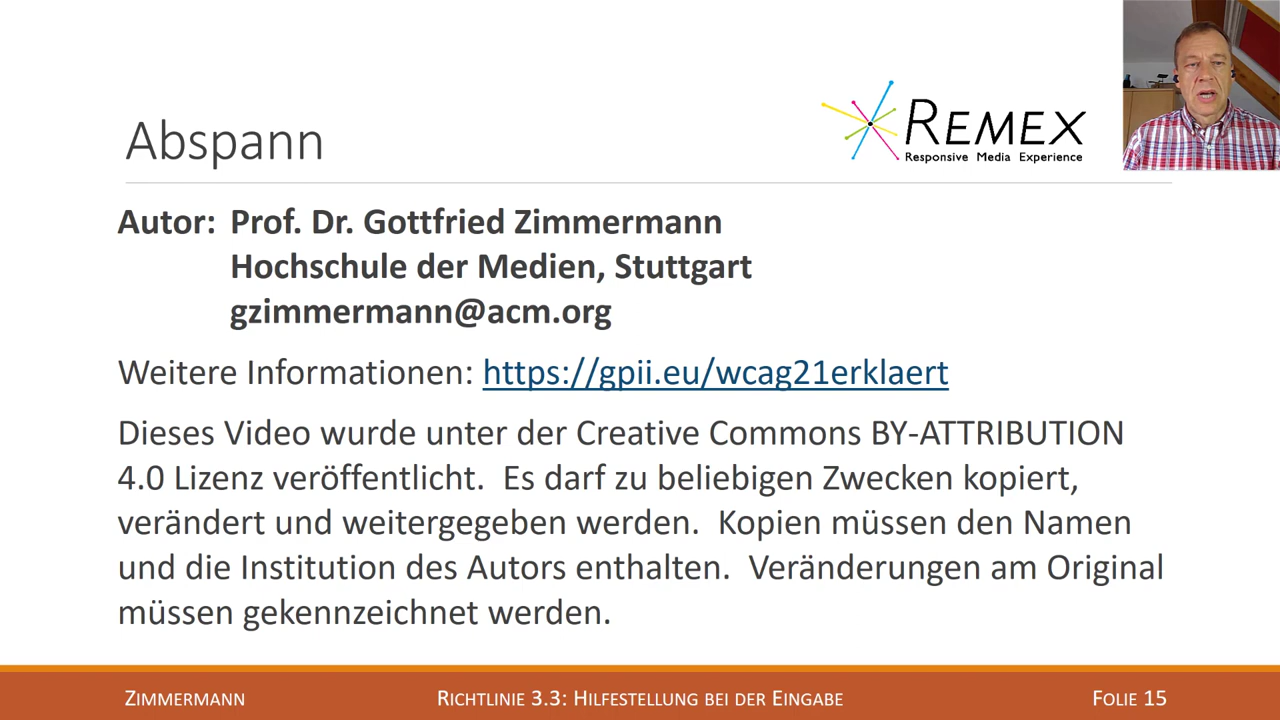 Abspann
REMEX
Responsive Media Experience
Autor: Prof. Dr. Gottfried Zimmermann
Hochschule der Medien, Stuttgart
gzimmermann@acm.org
Weitere Informationen: https://gpii.eu/wcag21erklaert
Dieses Video wurde unter der Creative Commons BY-ATTRIBUTION
4.0 Lizenz veröffentlicht. Es darf zu beliebigen Zwecken kopiert,
verändert und weitergegeben werden. Kopien müssen den Namen
und die Institution des Autors enthalten. Veränderungen am Original
müssen gekennzeichnet werden.
ZIMMERMANN RICHTLINIE 3.3: HILFESTELLUNG BEI DER EINGABE FOLIE 15